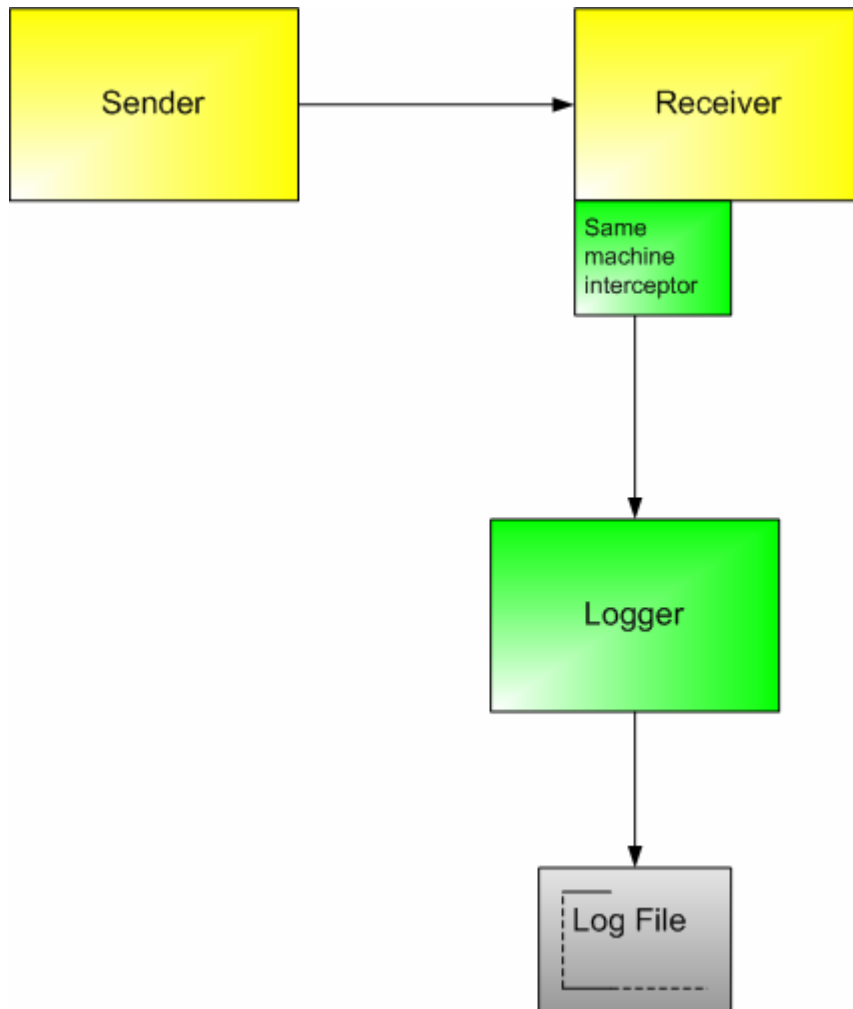 Sender
Receiver
Same
machine
interceptor
Logger
Log File